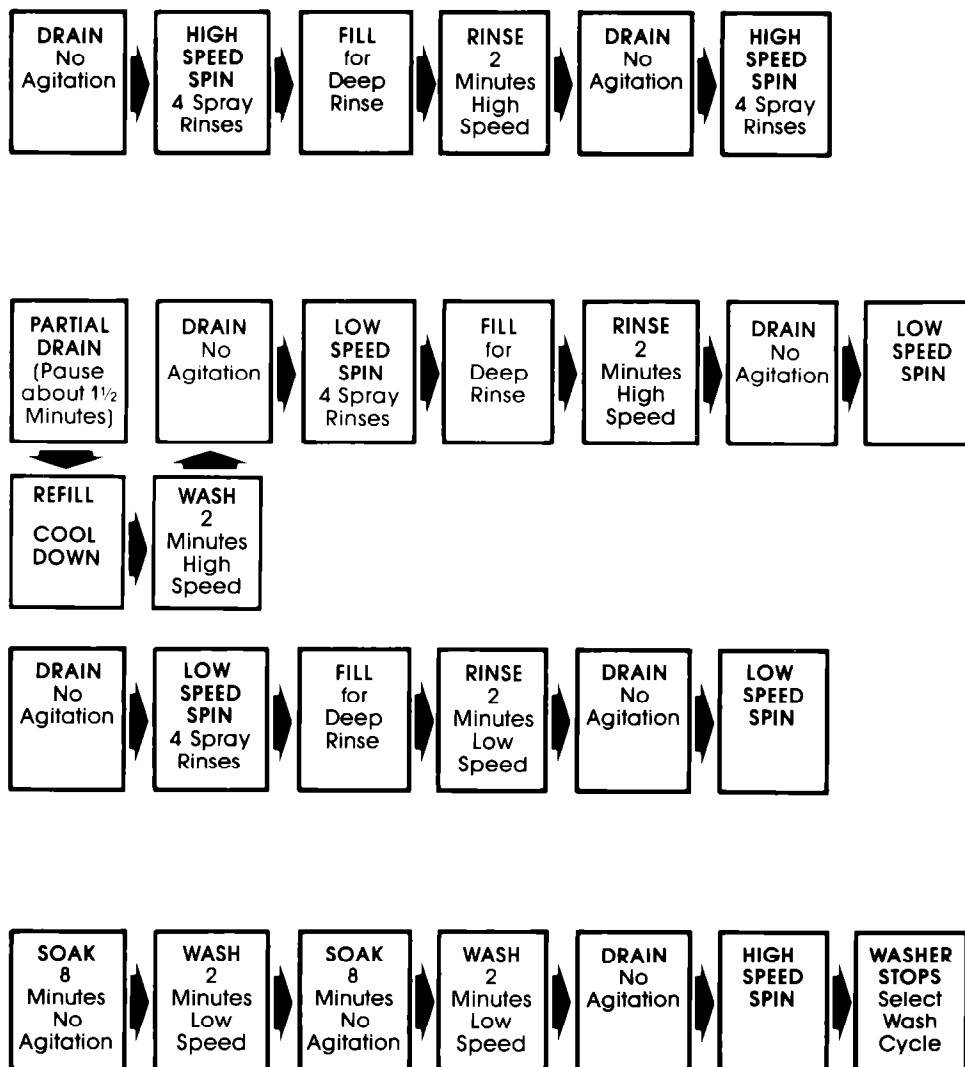 DRAIN
No
Agitation
HIGH
SPEED
SPIN
4 Spray
Rinses
FILL
for
Deep
Rinse
RINSE
2
Minutes
High
Speed
DRAIN
No
Agitation
HIGH
SPEED
SPIN
4 Spray
Rinses
PARTIAL
DRAIN
(Pause
about 1½
Minutes)
REFILL
COOL
DOWN
WASH
2
Minutes
High
Speed
DRAIN
No
Agitation
LOW
SPEED
SPIN
4 Spray
Rinses
FILL
for
Deep
Rinse
RINSE
2
Minutes
High
Speed
DRAIN
No
Agitation
LOW
SPEED
SPIN
DRAIN
No
Agitation
LOW
SPEED
SPIN
4 Spray
Rinses
FILL
for
Deep
Rinse
RINSE
2
Minutes
Low
Speed
DRAIN
No
Agitation
LOW
SPEED
SPIN
SOAK
8
Minutes
No
Agitation
WASH
2
Minutes
Low
Speed
SOAK
8
Minutes
No
Agitation
WASH
2
Minutes
Low
Speed
DRAIN
No
Agitation
HIGH
SPEED
SPIN
WASHER
STOPS
Select
Wash
Cycle